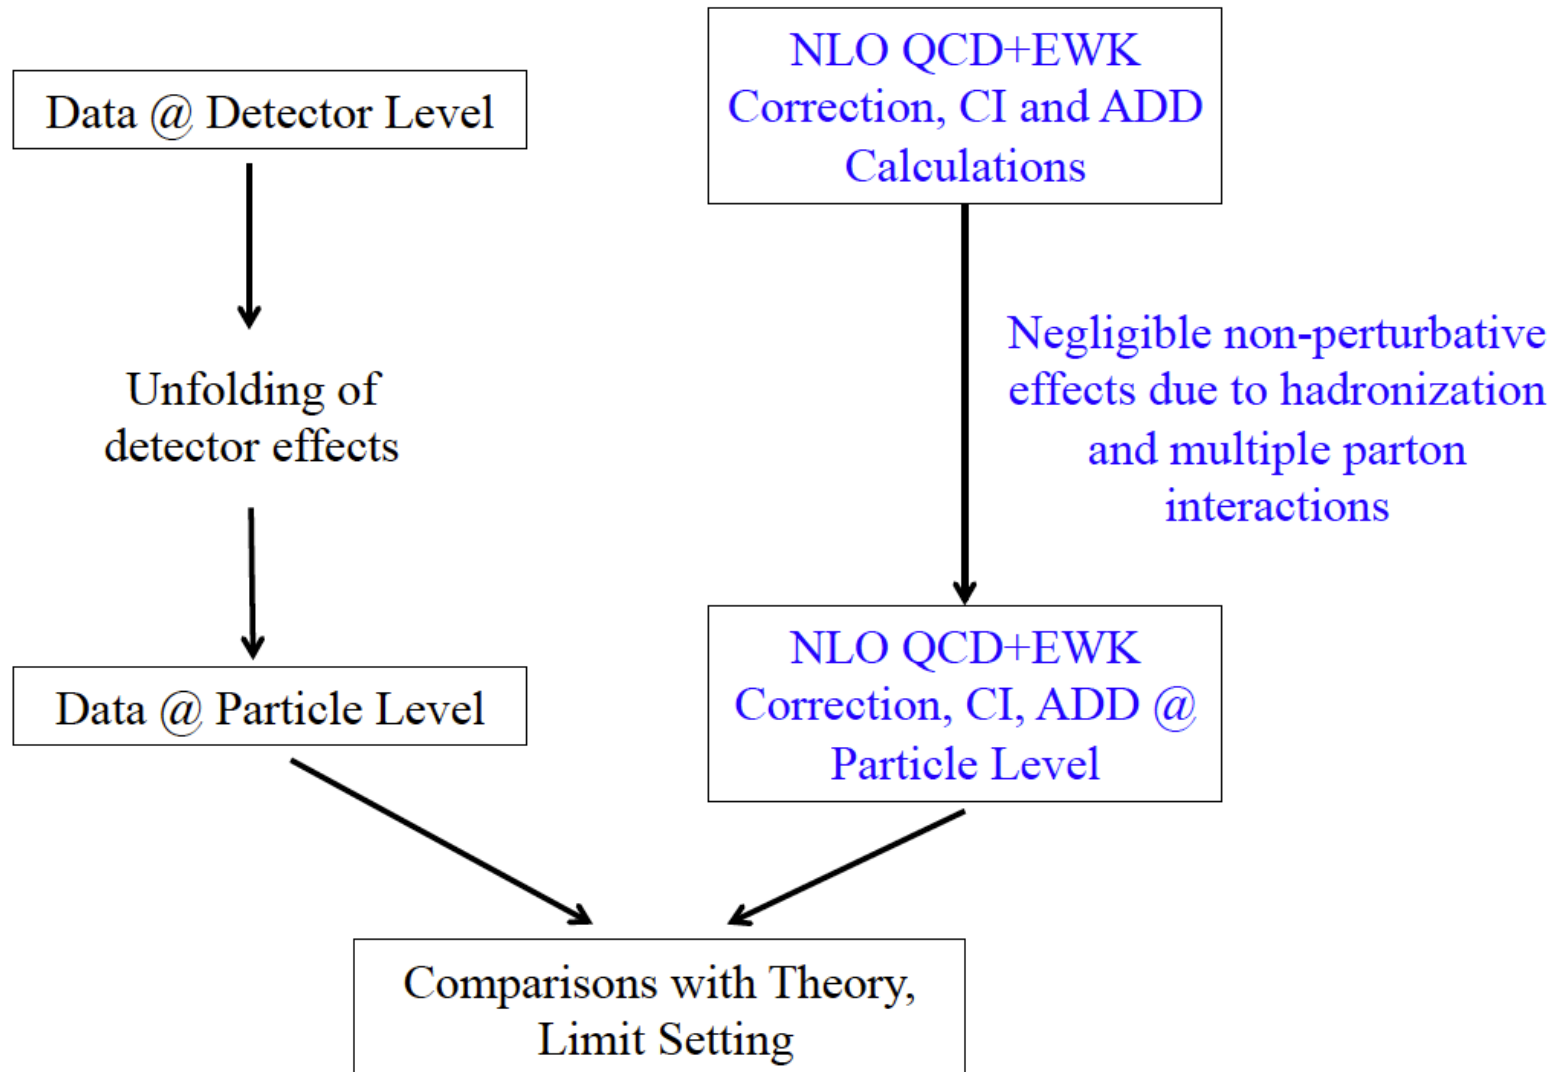 Data @ Detector Level
Unfolding of
detector effects
Data @ Particle Level
NLO QCD+EWK
Correction, CI and ADD
Calculations
Negligible non-perturbative
effects due to hadronization
and multiple parton
interactions
NLO QCD+EWK
Correction, CI, ADD @
Particle Level
Comparisons with Theory,
Limit Setting